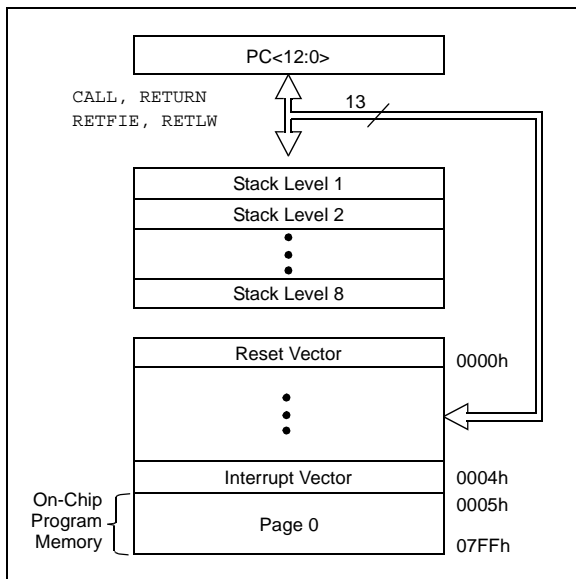 PC<12:0>
CALL, RETURN
RETFIE, RETLW
13
Stack Level 1
Stack Level 2
Stack Level 8
Reset Vector
0000h
Interrupt Vector
0004h
On-Chip
Program
Memory
0005h
Page 0
07FFh